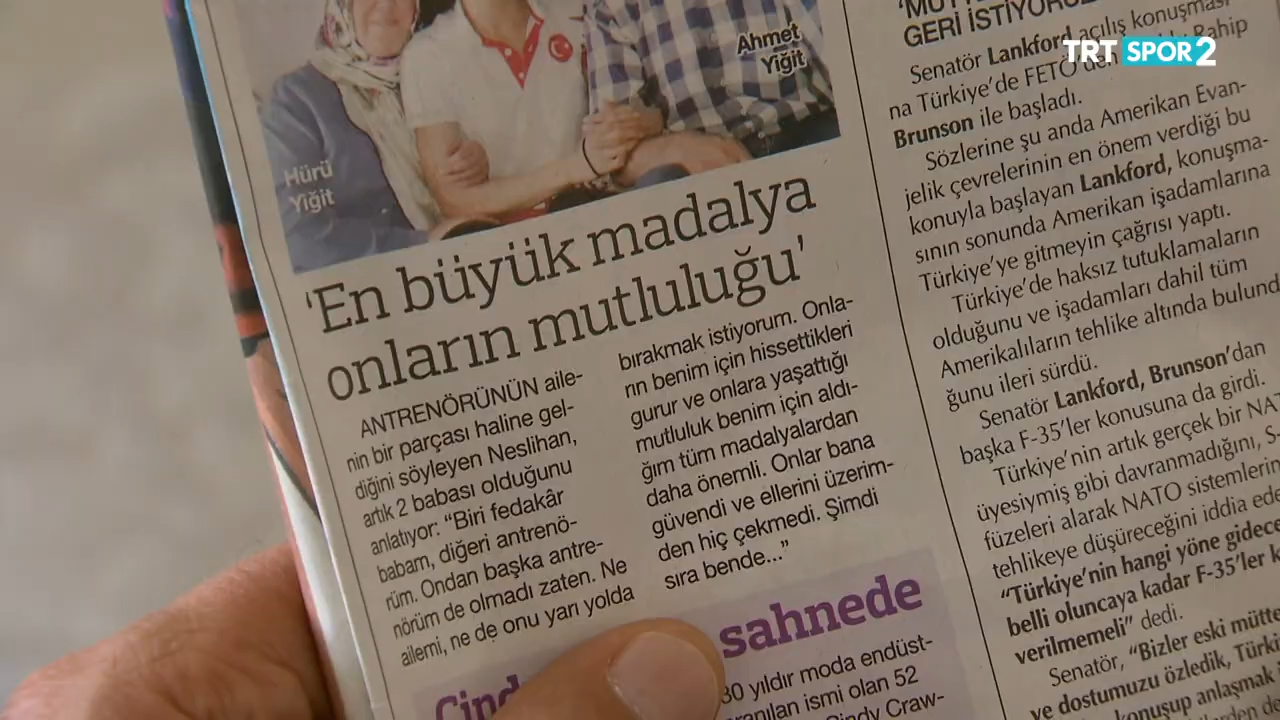 TRT SPOR2
Ahmet
Yiğit
Hürü
Yiğit
'En büyük madalya
onların mutluluğu'
ANTRENÖRÜNÜN aile-
nin bir parçası haline gel-
diğini söyleyen Neslihan,
artık 2 babası olduğunu
anlatıyor: “Biri fedakâr
babam, diğeri antrenö-
rüm. Ondan başka antre-
nörüm de olmadı zaten. Ne
ailemi, ne de onu yarı yolda
bırakmak istiyorum. Onla-
rın benim için hissettikleri
gurur ve onlara yaşattığı
mutluluk benim için aldı-
ğım tüm madalyalardan
daha önemli. Onlar bana
güvendi ve ellerini üzerim-
den hiç çekmedi. Şimdi
sıra bende...”
sahnede
30 yıldır moda endüst-
ismi olan 52
Craw-
GERİ İSTİYORUZ
Senatör Lankford açılış konuşması
na Türkiye'de FETÖ'den Rahip
Brunson ile başladı.
Sözlerine şu anda Amerikan Evan-
jelik çevrelerinin en önem verdiği bu
konuyla başlayan Lankford, konuşma-
sının sonunda Amerikan işadamlarına
Türkiye'ye gitmeyin çağrısı yaptı.
Türkiye'de haksız tutuklamaların
olduğunu ve işadamları dahil tüm
Amerikalıların tehlike altında bulund
ğunu ileri sürdü.
Senatör Lankford, Brunson'dan
başka F-35'ler konusuna da girdi.
Türkiye'nin artık gerçek bir NAT
üyesiymiş gibi davranmadığını, S-
füzeleri alarak NATO sistemlerin
tehlikeye düşüreceğini iddia ede
“Türkiye'nin hangi yöne gidece
belli oluncaya kadar F-35'ler k
verilmemeli” dedi.
Senatör, “Bizler eski mütte
ve dostumuzu özledik, Türki
konuşup anlaşmak